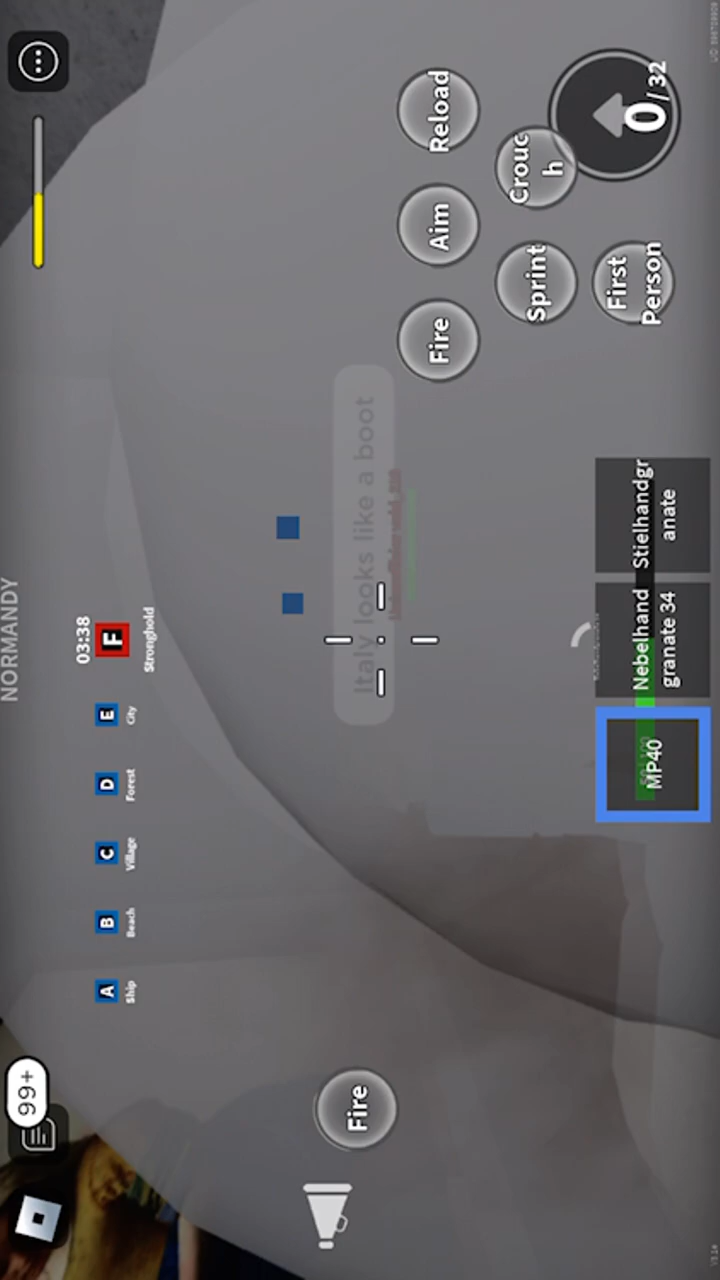 99+
NORMANDY
03:38
A
B
C
D
E
F
Ship
Beach
Forest
Village
City
Stronghold
Italy looks like a boot
Fire
Fire
Aim
Reload
Sprint
Crouc
h
First
Person
0/32
MP40
Nebelhand
granate 34
Stielhandgr
anate